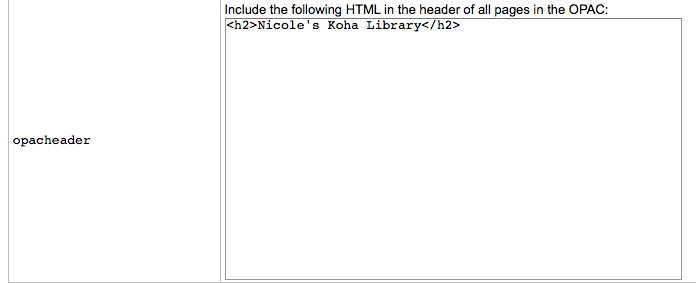 Include the following HTML in the header of all pages in the OPAC:
<h2>Nicole's Koha Library</h2>
opacheader